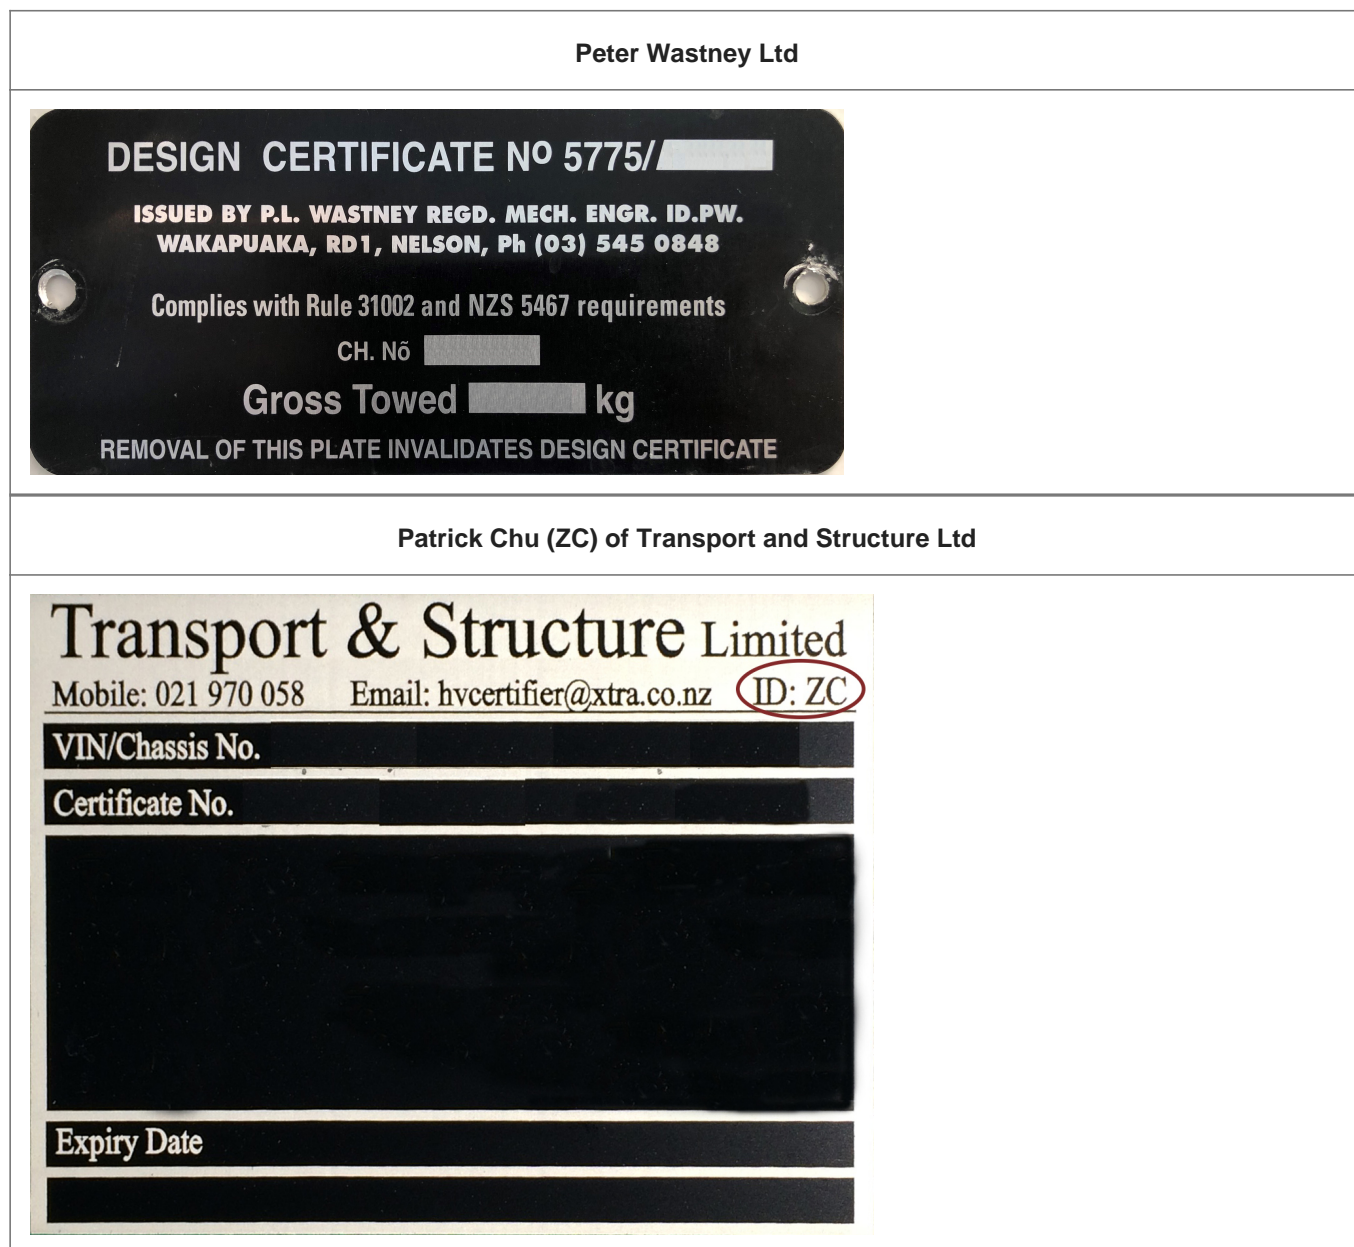 Peter Wastney Ltd
DESIGN CERTIFICATE Nº 5775/
ISSUED BY P.L. WASTNEY REGD. MECH. ENGR. ID.PW.
WAKAPUAKA, RD1, NELSON, Ph (03) 545 0848
Complies with Rule 31002 and NZS 5467 requirements
CH. Nõ
Gross Towed kg
REMOVAL OF THIS PLATE INVALIDATES DESIGN CERTIFICATE
Patrick Chu (ZC) of Transport and Structure Ltd
Transport & Structure Limited
Mobile: 021 970 058 Email: hvcertifier@xtra.co.nz ID: ZC
VIN/Chassis No.
Certificate No.
Expiry Date